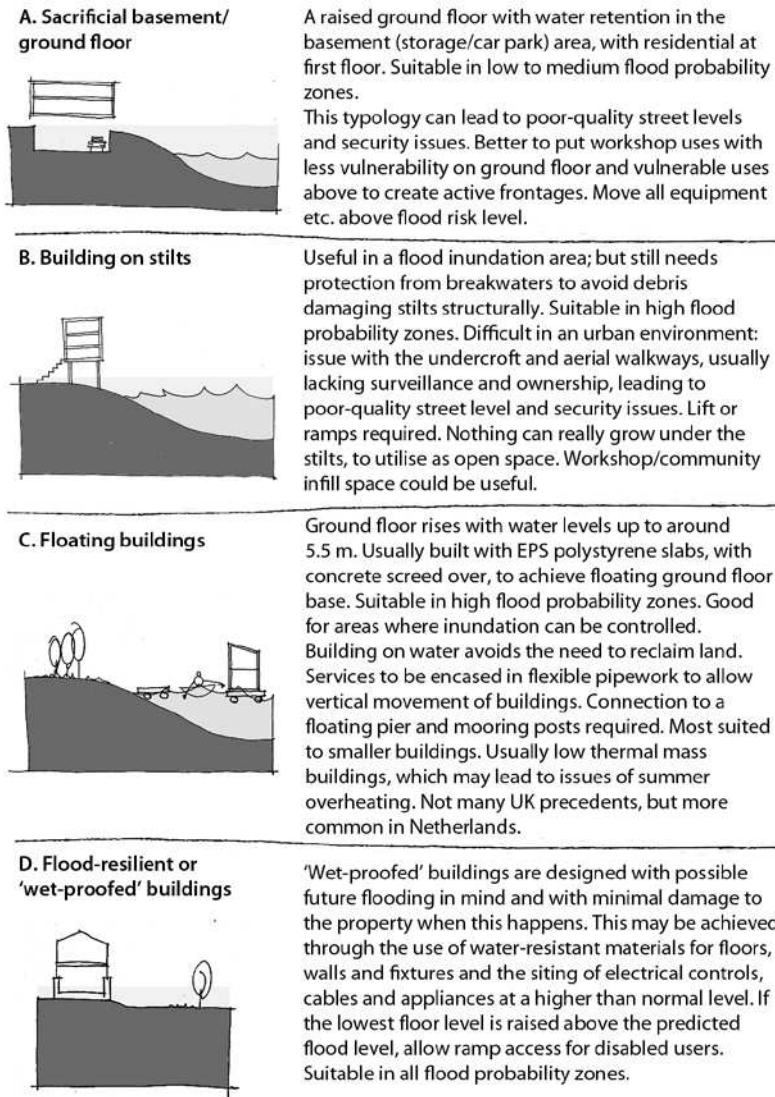 A. Sacrificial basement/
ground floor
A raised ground floor with water retention in the
basement (storage/car park) area, with residential at
first floor. Suitable in low to medium flood probability
zones.
This typology can lead to poor-quality street levels
and security issues. Better to put workshop uses with
less vulnerability on ground floor and vulnerable uses
above to create active frontages. Move all equipment
etc. above flood risk level.
B. Building on stilts
Useful in a flood inundation area; but still needs
protection from breakwaters to avoid debris
damaging stilts structurally. Suitable in high flood
probability zones. Difficult in an urban environment:
issue with the undercroft and aerial walkways, usually
lacking surveillance and ownership, leading to
poor-quality street level and security issues. Lift or
ramps required. Nothing can really grow under the
stilts, to utilise as open space. Workshop/community
infill space could be useful.
C. Floating buildings
Ground floor rises with water levels up to around
5.5 m. Usually built with EPS polystyrene slabs, with
concrete screed over, to achieve floating ground floor
base. Suitable in high flood probability zones. Good
for areas where inundation can be controlled.
Building on water avoids the need to reclaim land.
Services to be encased in flexible pipework to allow
vertical movement of buildings. Connection to a
floating pier and mooring posts required. Most suited
to smaller buildings. Usually low thermal mass
buildings, which may lead to issues of summer
overheating. Not many UK precedents, but more
common in Netherlands.
D. Flood-resilient or
‘wet-proofed’ buildings
‘Wet-proofed’ buildings are designed with possible
future flooding in mind and with minimal damage to
the property when this happens. This may be achieved
through the use of water-resistant materials for floors,
walls and fixtures and the siting of electrical controls,
cables and appliances at a higher than normal level. If
the lowest floor level is raised above the predicted
flood level, allow ramp access for disabled users.
Suitable in all flood probability zones.